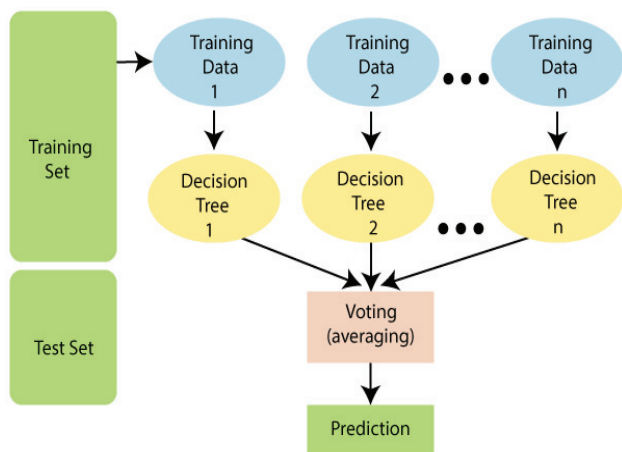 Training
Set
Test Set
Training
Data
1
Training
Data
2
Training
Data
n
Decision
Tree
1
Decision
Tree
2
Decision
Tree
n
Voting
(averaging)
Prediction